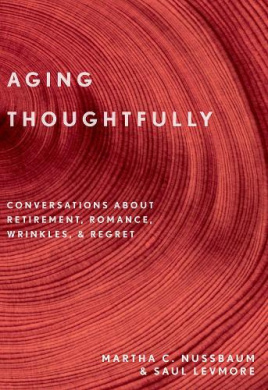 AGING
THOUGHTFULLY
CONVERSATIONS ABOUT
RETIREMENT, ROMANCE,
WRINKLES, & REGRET
MARTHA C. NUSSBAUM
& SAUL LEVMORE